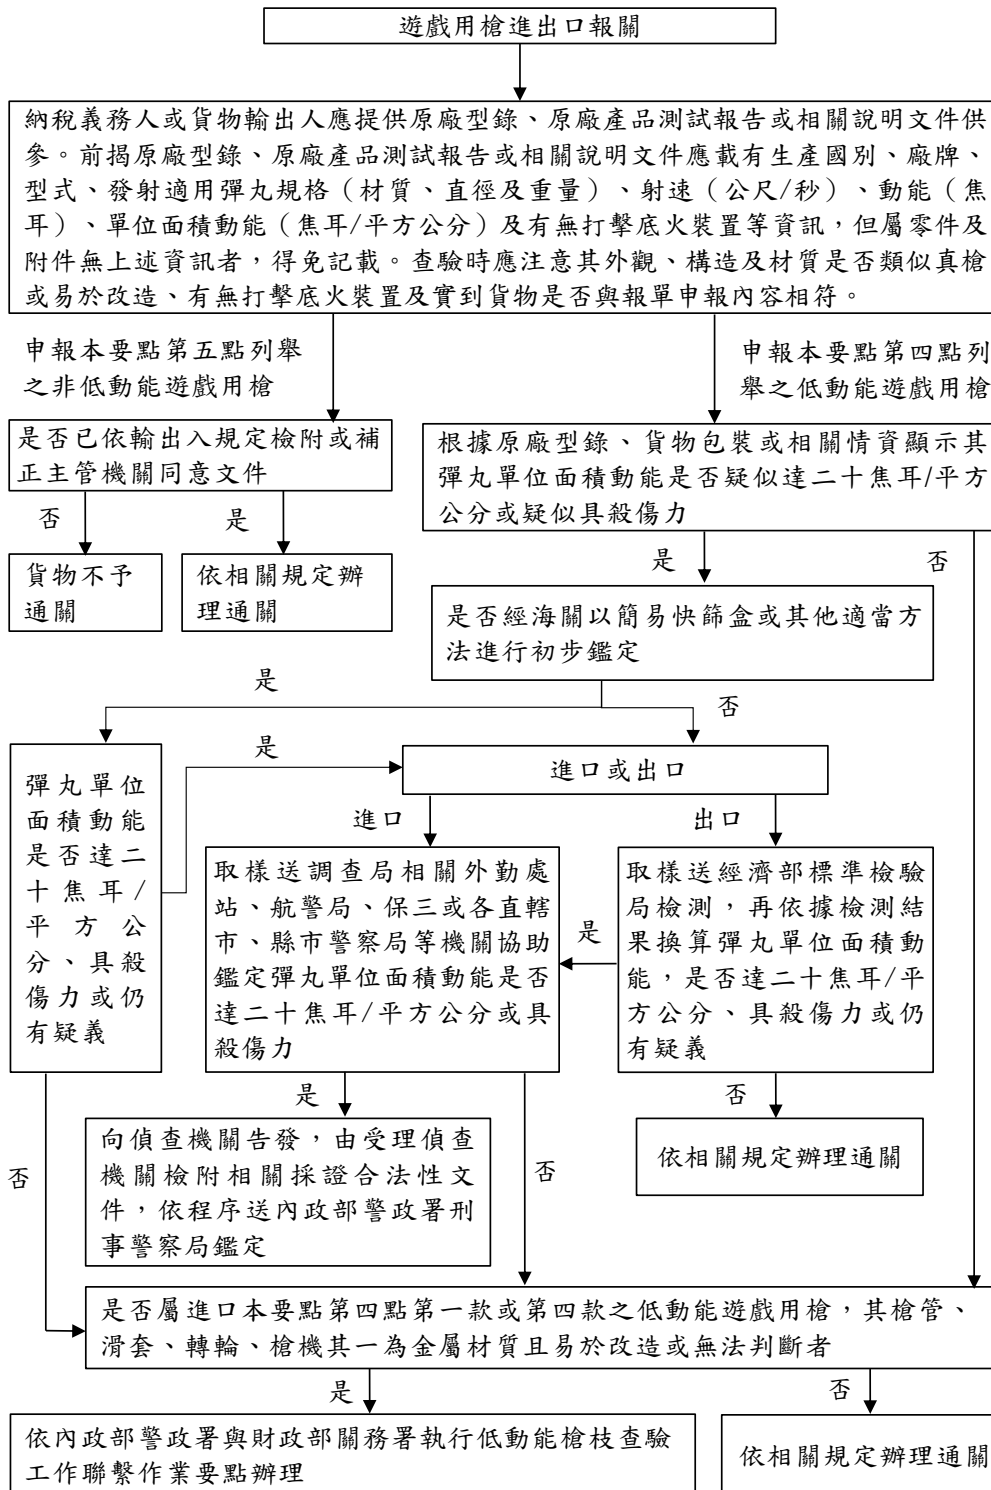 遊戲用槍進出口報關
納稅義務人或貨物輸出人應提供原廠型錄、原廠產品測試報告或相關說明文件供
參。前揭原廠型錄、原廠產品測試報告或相關說明文件應載有生產國別、廠牌、
型式、發射適用彈丸規格（材質、直徑及重量）、射速（公尺/秒）、動能（焦
耳）、單位面積動能（焦耳/平方公分）及有無打擊底火裝置等資訊，但屬零件及
附件無上述資訊者，得免記載。查驗時應注意其外觀、構造及材質是否類似真槍
或易於改造、有無打擊底火裝置及實到貨物是否與報單申報內容相符。
申報本要點第五點列舉
之非低動能遊戲用槍
申報本要點第四點列
舉之低動能遊戲用槍
是否已依輸出入規定檢附或補
正主管機關同意文件
根據原廠型錄、貨物包裝或相關情資顯示其
彈丸單位面積動能是否疑似達二十焦耳/平方
公分或疑似具殺傷力
否
是
貨物不予
通關
依相關規定辦
理通關
是
否
是否經海關以簡易快篩盒或其他適當方
法進行初步鑑定
是
否
彈丸單位
面積動能
是否達二
十焦耳/
平方公
分、具殺
傷力或仍
有疑義
是
進口或出口
進口
出口
取樣送調查局相關外勤處
站、航警局、保三或各直轄
市、縣市警察局等機關協助
鑑定彈丸單位面積動能是否
達二十焦耳/平方公分或具
殺傷力
是
取樣送經濟部標準檢驗
局檢測，再依據檢測結
果換算彈丸單位面積動
能，是否達二十焦耳/平
方公分、具殺傷力或仍
有疑義
是
否
否
向偵查機關告發，由受理偵查
機關檢附相關採證合法性文
件，依程序送內政部警政署刑
事警察局鑑定
否
依相關規定辦理通關
是否屬進口本要點第四點第一款或第四款之低動能遊戲用槍，其槍管、
滑套、轉輪、槍機其一為金屬材質且易於改造或無法判斷者
是
否
依內政部警政署與財政部關務署執行低動能槍枝查驗
工作聯繫作業要點辦理
依相關規定辦理通關